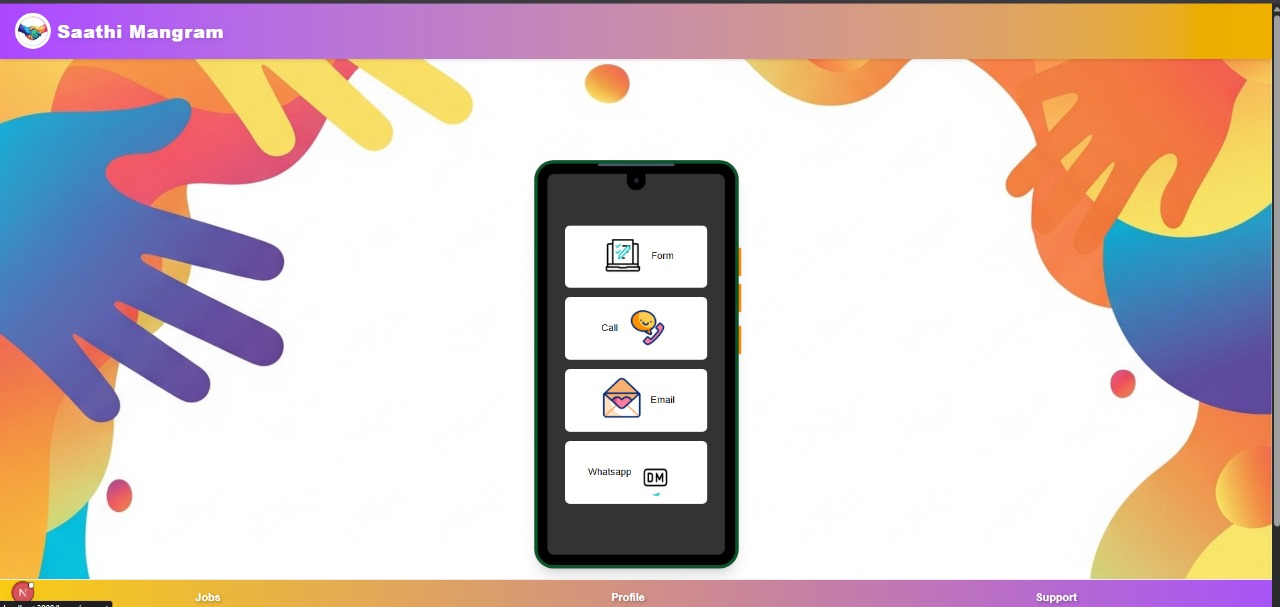 Saathi Mangram
Form
Call
Email
Whatsapp
DM
N
Jobs
Profile
Support